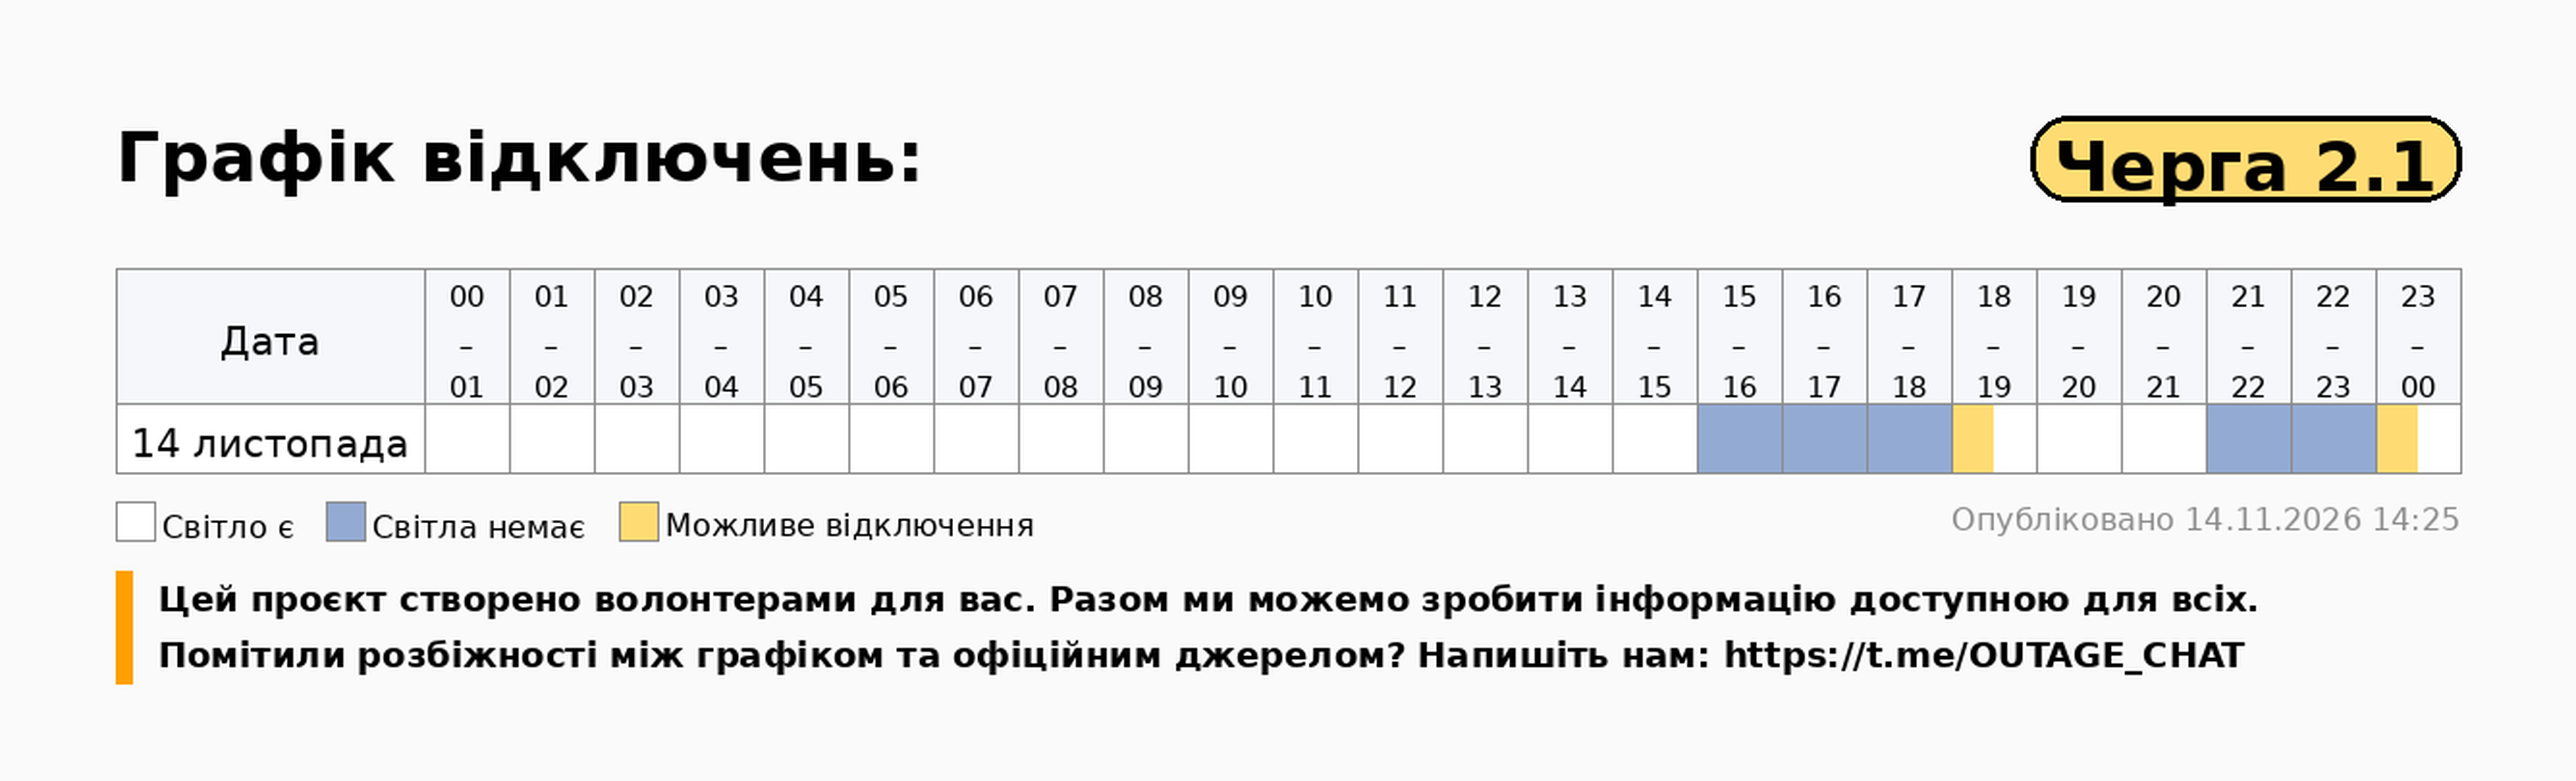 Графік відключень:
Черга 2.1
Дата 00 – 01 01 – 02 02 – 03 03 – 04 04 – 05 05 – 06 06 – 07 07 – 08 08 – 09 09 – 10 10 – 11 11 – 12 12 – 13 13 – 14 14 – 15 15 – 16 16 – 17 17 – 18 18 – 19 19 – 20 20 – 21 21 – 22 22 – 23 23 – 00
14 листопада
Світло є Світла немає Можливе відключення
Опубліковано 14.11.2026 14:25
Цей проєкт створено волонтерами для вас. Разом ми можемо зробити інформацію доступною для всіх.
Помітили розбіжності між графіком та офіційним джерелом? Напишіть нам: https://t.me/OUTAGE_CHAT